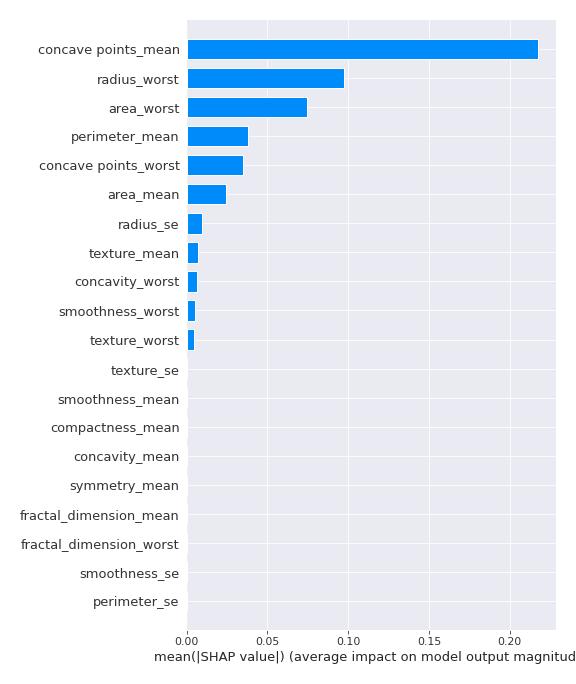 concave points_mean
radius_worst
area_worst
perimeter_mean
concave points_worst
area_mean
radius_se
texture_mean
concavity_worst
smoothness_worst
texture_worst
texture_se
smoothness_mean
compactness_mean
concavity_mean
symmetry_mean
fractal_dimension_mean
fractal_dimension_worst
smoothness_se
perimeter_se
0.00 0.05 0.10 0.15 0.20
mean(|SHAP value|) (average impact on model output magnitud